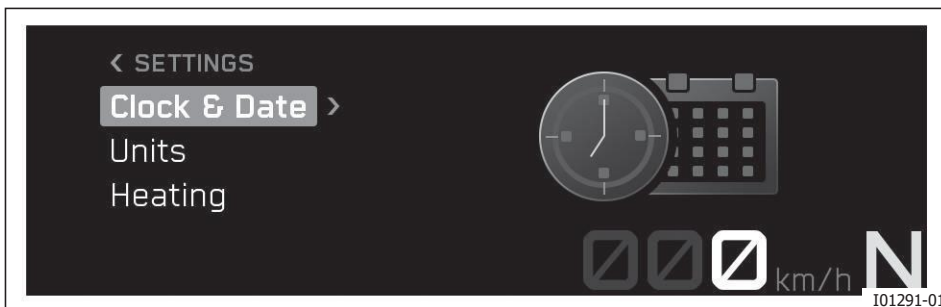 < SETTINGS
Clock & Date >
Units
Heating
000 km/h N
I01291-01